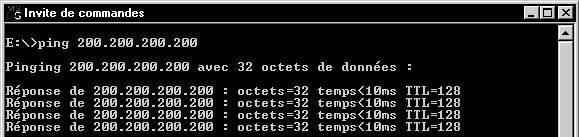 Invite de commandes
E:\>ping 200.200.200.200
Pinging 200.200.200.200 avec 32 octets de données :
Réponse de 200.200.200.200 : octets=32 temps<10ms TTL=128
Réponse de 200.200.200.200 : octets=32 temps<10ms TTL=128
Réponse de 200.200.200.200 : octets=32 temps<10ms TTL=128
Réponse de 200.200.200.200 : octets=32 temps<10ms TTL=128